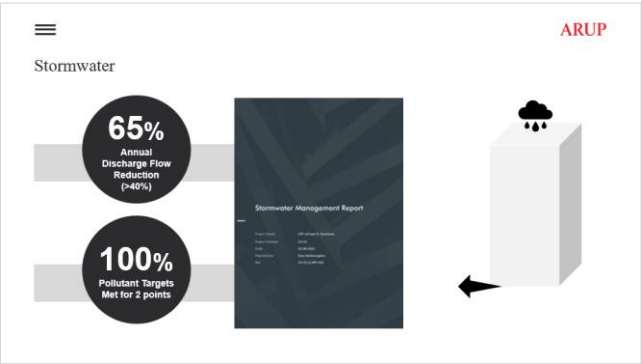 ARUP
Stormwater
65%
Annual
Discharge Flow
Reduction
(>40%)
100%
Pollutant Targets
Met for 2 points
Stormwater Management Report